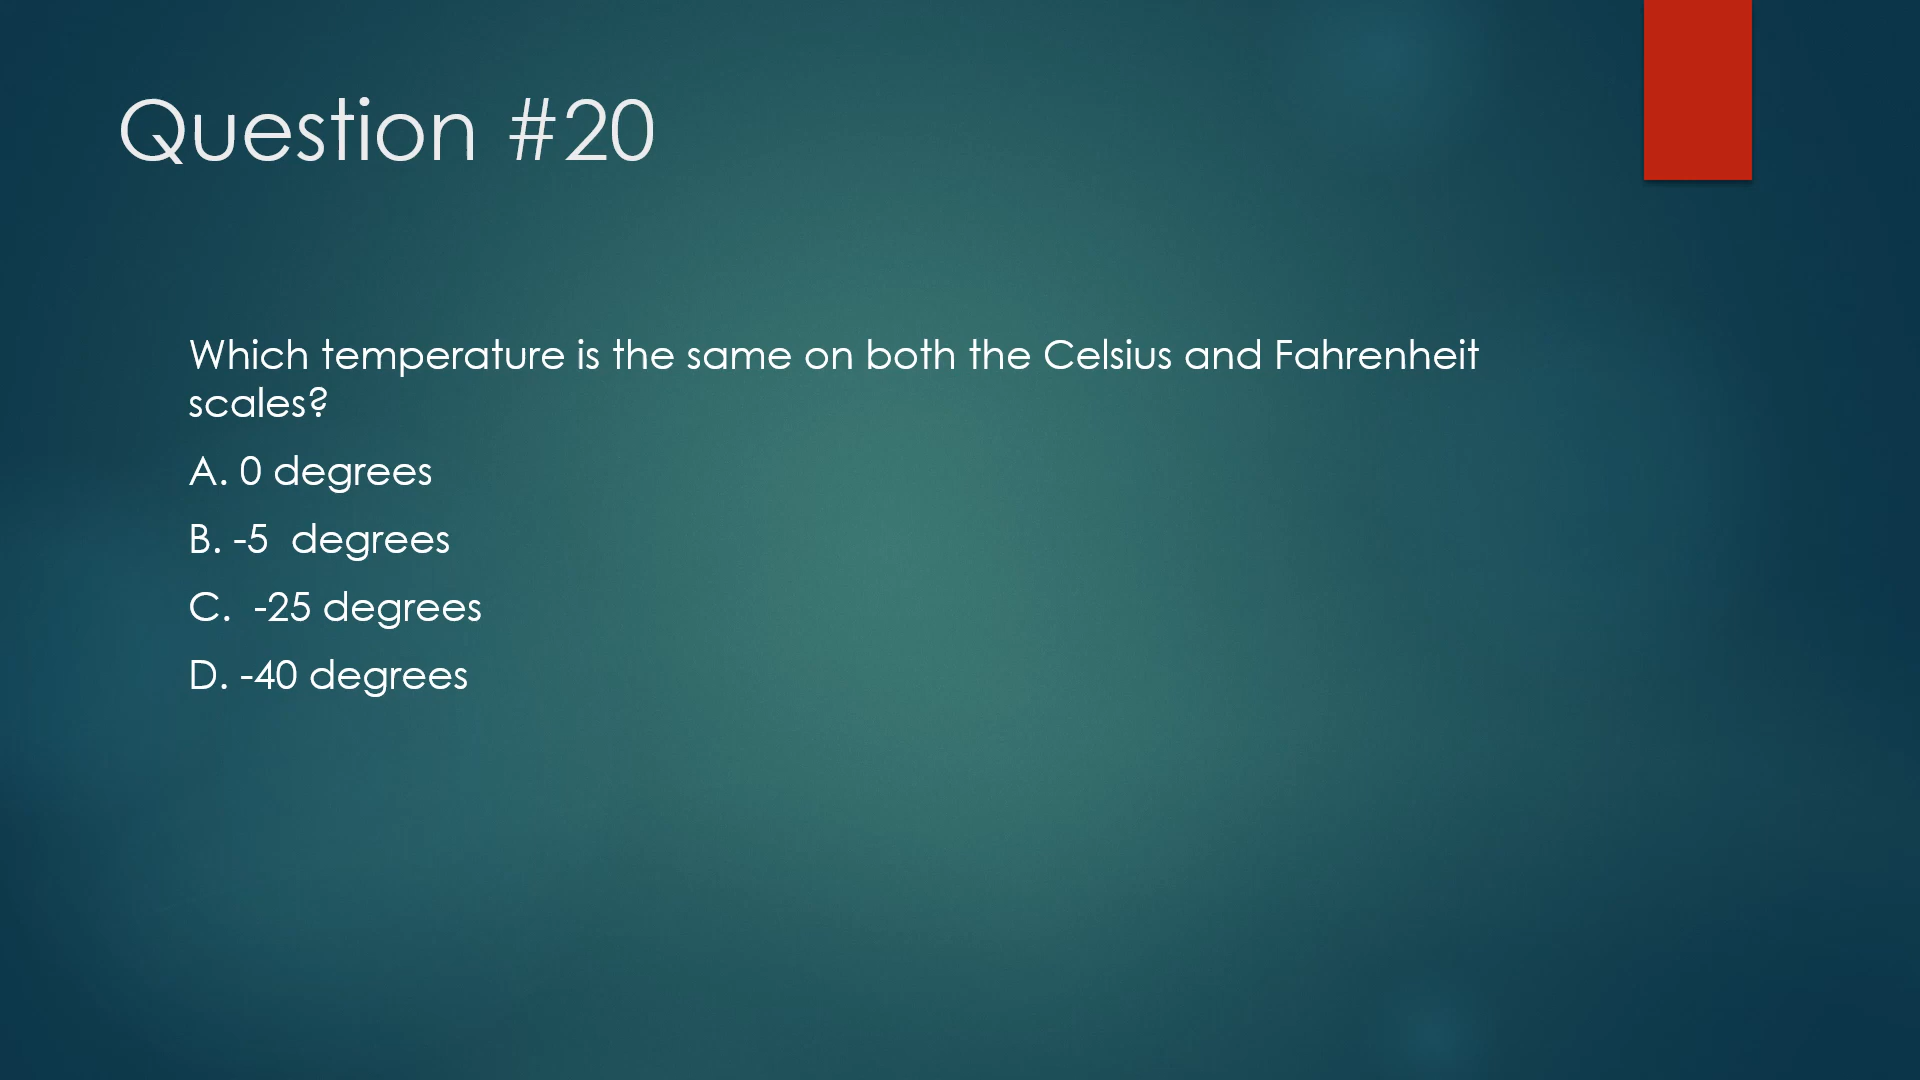 Question #20
Which temperature is the same on both the Celsius and Fahrenheit
scales?
A. 0 degrees
B. -5  degrees
C.  -25 degrees
D. -40 degrees